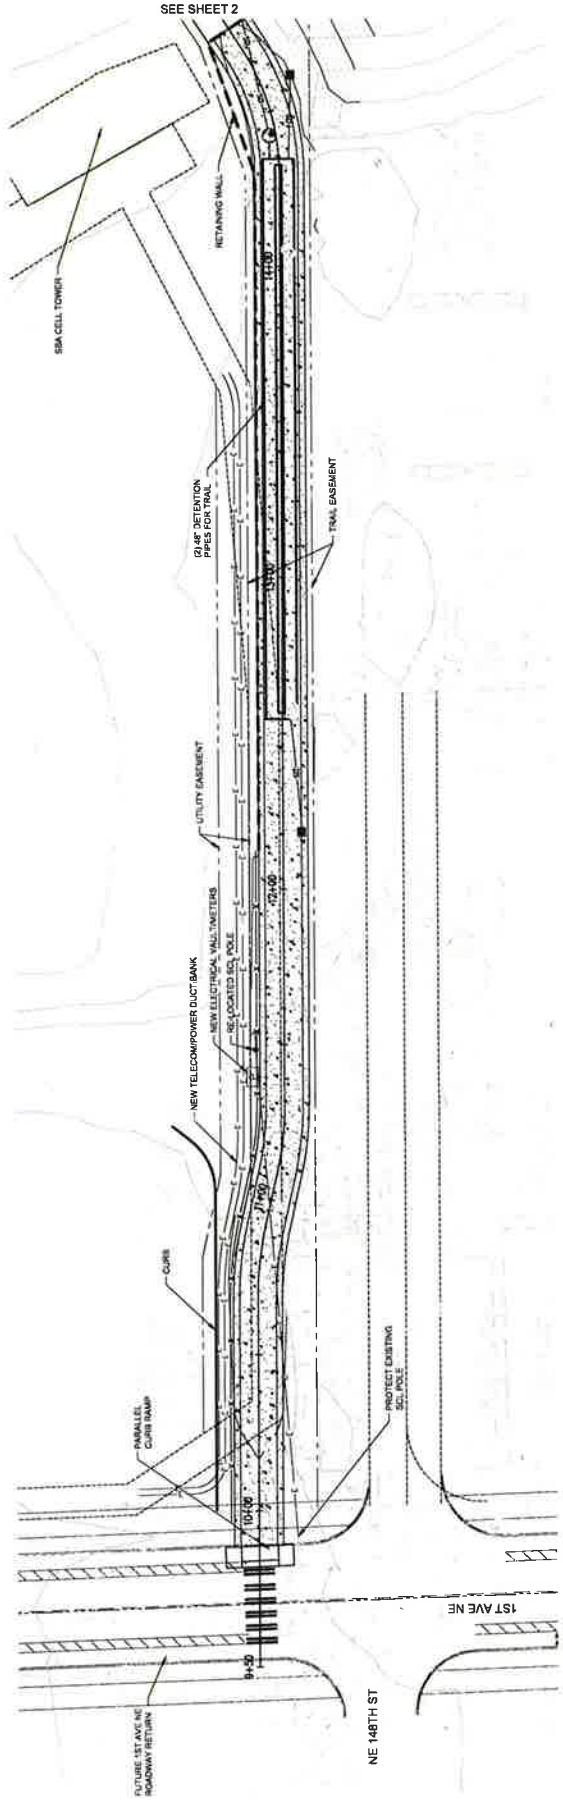 SEE SHEET 2
RETAINING WALL
SBA CELL TOWER
14+00
(2) 48" DETENTION
PIPES FOR TRAIL
TRAIL EASEMENT
13+00
UTILITY EASEMENT
12+00
NEW ELECTRICAL VAULT/METERS
RE-LOCATED SCL POLE
NEW TELECOM/POWER DUCT BANK
11+00
CURB
PARALLEL
CURB RAMP
PROTECT EXISTING
SCL POLE
10+00
1ST AVE NE
9+50
FUTURE 1ST AVE NE
ROADWAY RETURN
NE 148TH ST